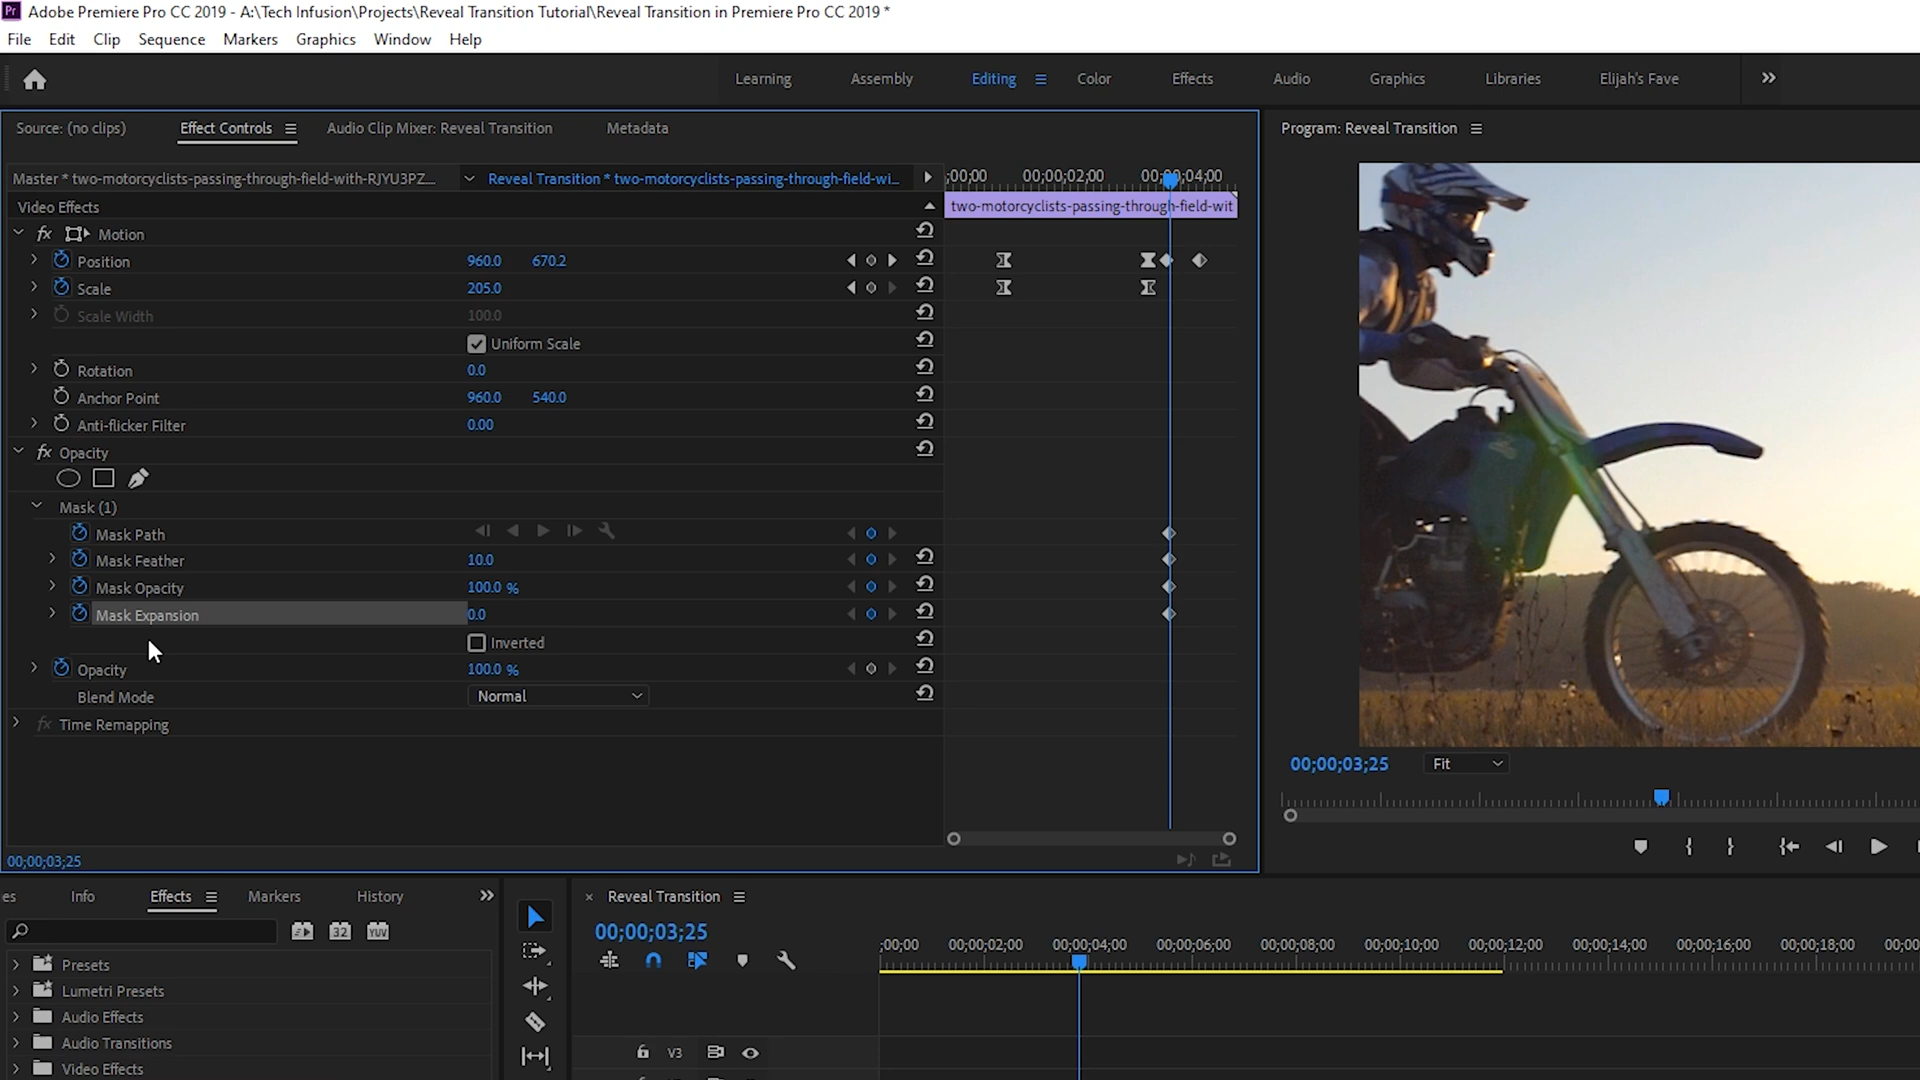 Pr Adobe Premiere Pro CC 2019 - A:\Tech Infusion\Projects\Reveal Transition Tutorial\Reveal Transition in Premiere Pro CC 2019 *
File Edit Clip Sequence Markers Graphics Window Help
Learning Assembly Editing Color Effects Audio Graphics Libraries Elijah's Fave
Source: (no clips) Effect Controls Audio Clip Mixer: Reveal Transition Metadata
Master * two-motorcyclists-passing-through-field-with-RJYU3PZ... Reveal Transition * two-motorcyclists-passing-through-field-wi...
;00;00 00;00;02;00 00;00;04;00
Video Effects
two-motorcyclists-passing-through-field-wit
fx Motion
Position 960.0 670.2
Scale 205.0
Scale Width 100.0
Uniform Scale
Rotation 0.0
Anchor Point 960.0 540.0
Anti-flicker Filter 0.00
fx Opacity
Mask (1)
Mask Path
Mask Feather 10.0
Mask Opacity 100.0 %
Mask Expansion 0.0
Inverted
Opacity 100.0 %
Blend Mode Normal
fx Time Remapping
00;00;03;25
Program: Reveal Transition
00;00;03;25 Fit
es Info Effects Markers History
32 YUV
Presets
Lumetri Presets
Audio Effects
Audio Transitions
Video Effects
× Reveal Transition
00;00;03;25
;00;00 00;00;02;00 00;00;04;00 00;00;06;00 00;00;08;00 00;00;10;00 00;00;12;00 00;00;14;00 00;00;16;00 00;00;18;00 00;00
V3